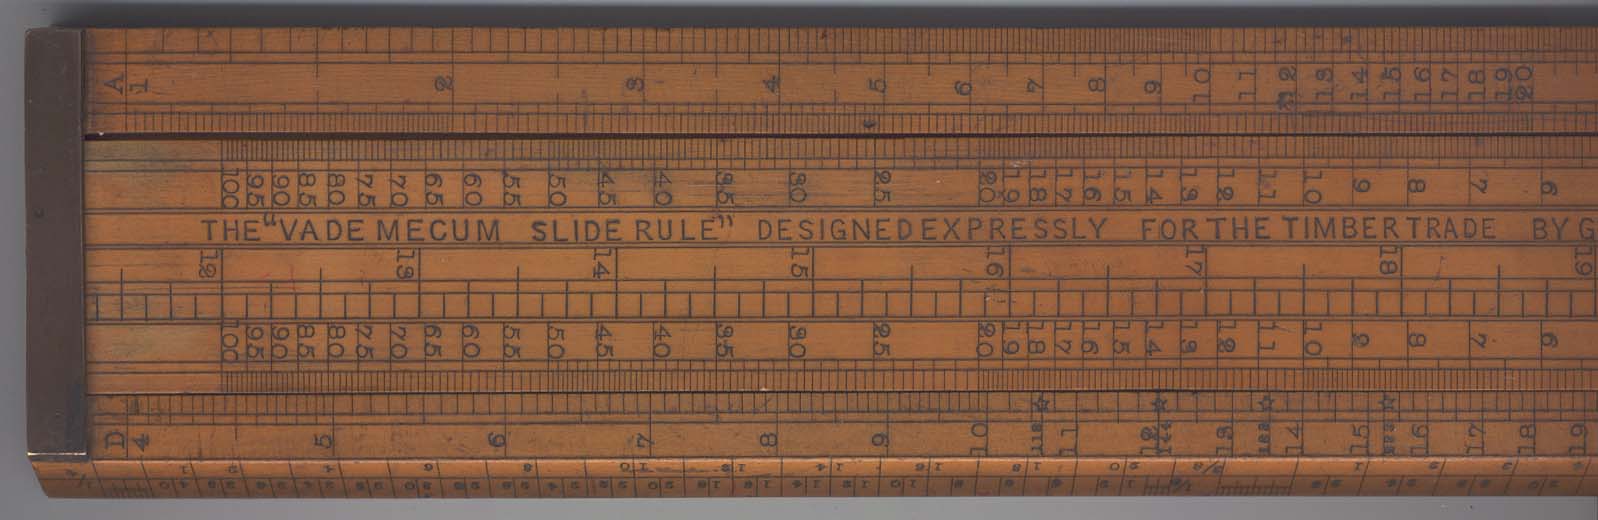 A 1 2 3 4 5 6 7 8 9 10 11 12 13 14 15 16 17 18 19 20
100 95 90 85 80 75 70 65 60 55 50 45 40 35 30 25 20 19 18 17 16 15 14 13 12 11 10 9 8 7 6
THE "VADE MECUM SLIDE RULE" DESIGNED EXPRESSLY FOR THE TIMBER TRADE BY G
12 13 14 15 16 17 18 19
100 95 90 85 80 75 70 65 60 55 50 45 40 35 30 25 20 19 18 17 16 15 14 13 12 11 10 9 8 7 6
D 4 5 6 7 8 9 10 11 12 13 14 15 16 17 18 19